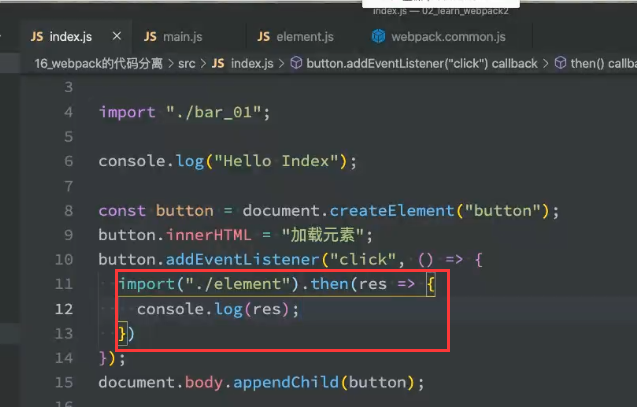 index.js — 02_learn_webpack2
JS index.js × JS main.js JS element.js webpack.common.js
16_webpack的代码分离 > src > JS index.js > button.addEventListener("click") callback > then() callba
3
4 import "./bar_01";
5
6 console.log("Hello Index");
7
8 const button = document.createElement("button");
9 button.innerHTML = "加载元素";
10 button.addEventListener("click", () => {
11 import("./element").then(res => {
12 console.log(res);
13 })
14 });
15 document.body.appendChild(button);
16